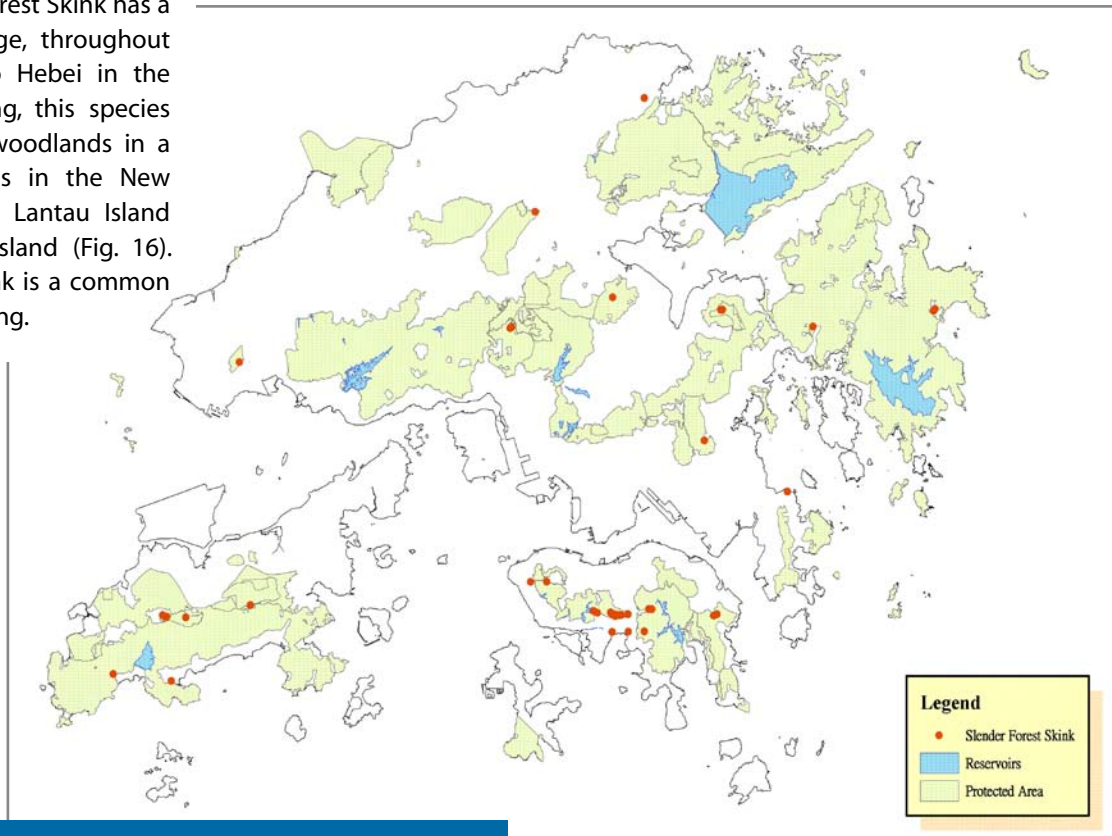 rest Skink has a
ge, throughout
Hebei in the
ng, this species
woodlands in a
s in the New
Lantau Island
sland (Fig. 16).
nk is a common
ng.
Legend
Slender Forest Skink
Reservoirs
Protected Area